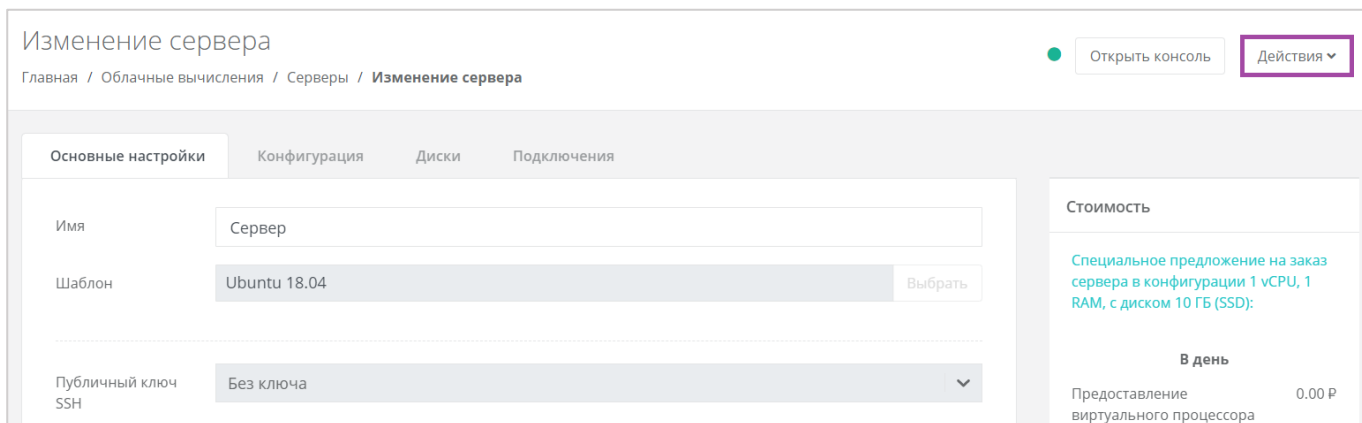 Изменение сервера
Главная / Облачные вычисления / Серверы / Изменение сервера
Открыть консоль
Действия
Основные настройки
Конфигурация
Диски
Подключения
Имя
Сервер
Шаблон
Ubuntu 18.04
Выбрать
Публичный ключ
SSH
Без ключа
Стоимость
Специальное предложение на заказ
сервера в конфигурации 1 vCPU, 1
RAM, с диском 10 ГБ (SSD):
В день
Предоставление 0.00 ₽
виртуального процессора